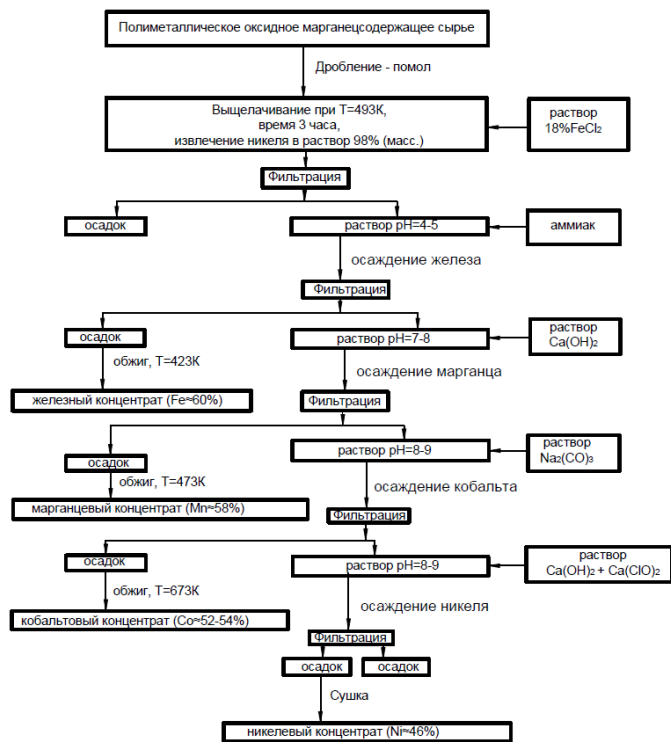 Полиметаллическое оксидное марганецсодержащее сырье
Дробление - помол
Выщелачивание при Т=493К,
время 3 часа,
извлечение никеля в раствор 98% (масс.)
раствор
18%FeCl₂
Фильтрация
осадок
раствор pH=4-5
аммиак
осаждение железа
Фильтрация
осадок
раствор pH=7-8
раствор
Ca(OH)₂
обжиг, Т=423К
осаждение марганца
железный концентрат (Fe≈60%)
Фильтрация
осадок
раствор pH=8-9
раствор
Na₂(CO)₃
обжиг, Т=473К
осаждение кобальта
марганцевый концентрат (Mn≈58%)
Фильтрация
осадок
раствор pH=8-9
раствор
Ca(OH)₂ + Ca(ClO)₂
обжиг, Т=673К
осаждение никеля
кобальтовый концентрат (Co≈52-54%)
Фильтрация
осадок
осадок
Сушка
никелевый концентрат (Ni≈46%)